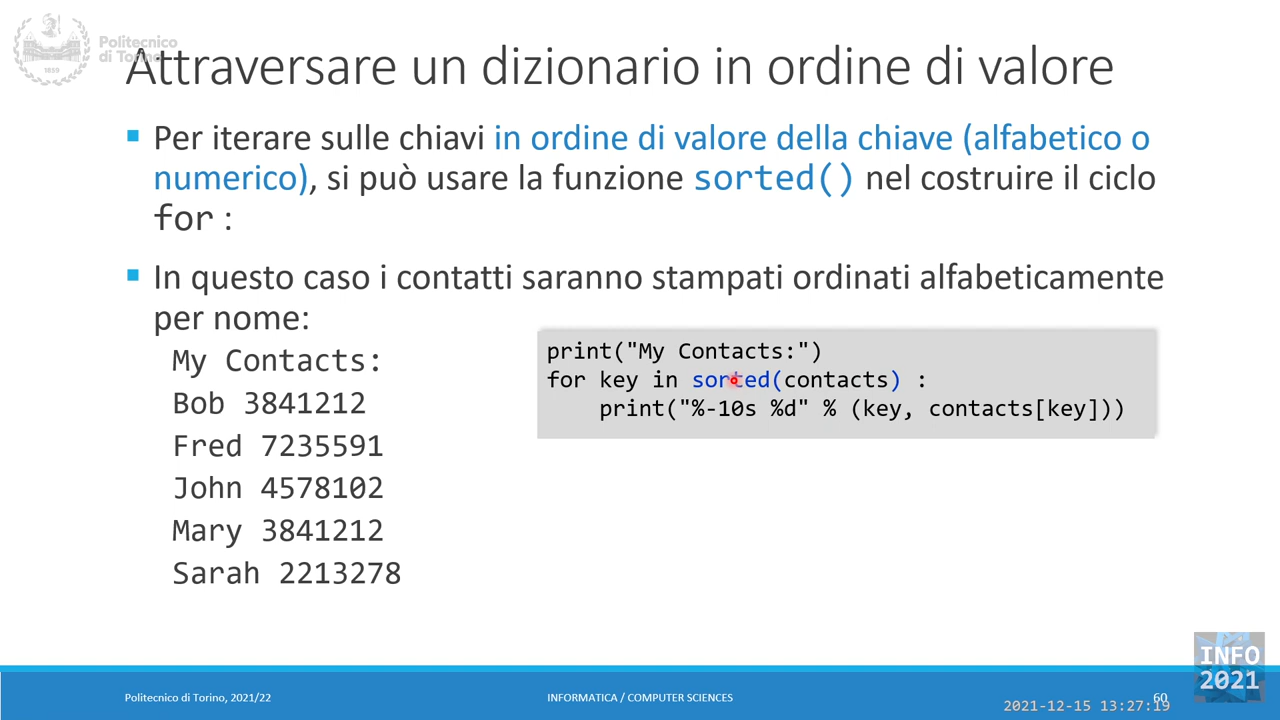 Politecnico
di Torino
1859
Attraversare un dizionario in ordine di valore
Per iterare sulle chiavi in ordine di valore della chiave (alfabetico o
numerico), si può usare la funzione sorted() nel costruire il ciclo
for :
In questo caso i contatti saranno stampati ordinati alfabeticamente
per nome:
My Contacts:
Bob 3841212
Fred 7235591
John 4578102
Mary 3841212
Sarah 2213278
print("My Contacts:")
for key in sorted(contacts) :
    print("%-10s %d" % (key, contacts[key]))
Politecnico di Torino, 2021/22
INFORMATICA / COMPUTER SCIENCES
60
2021-12-15 13:27:19
INFO
2021